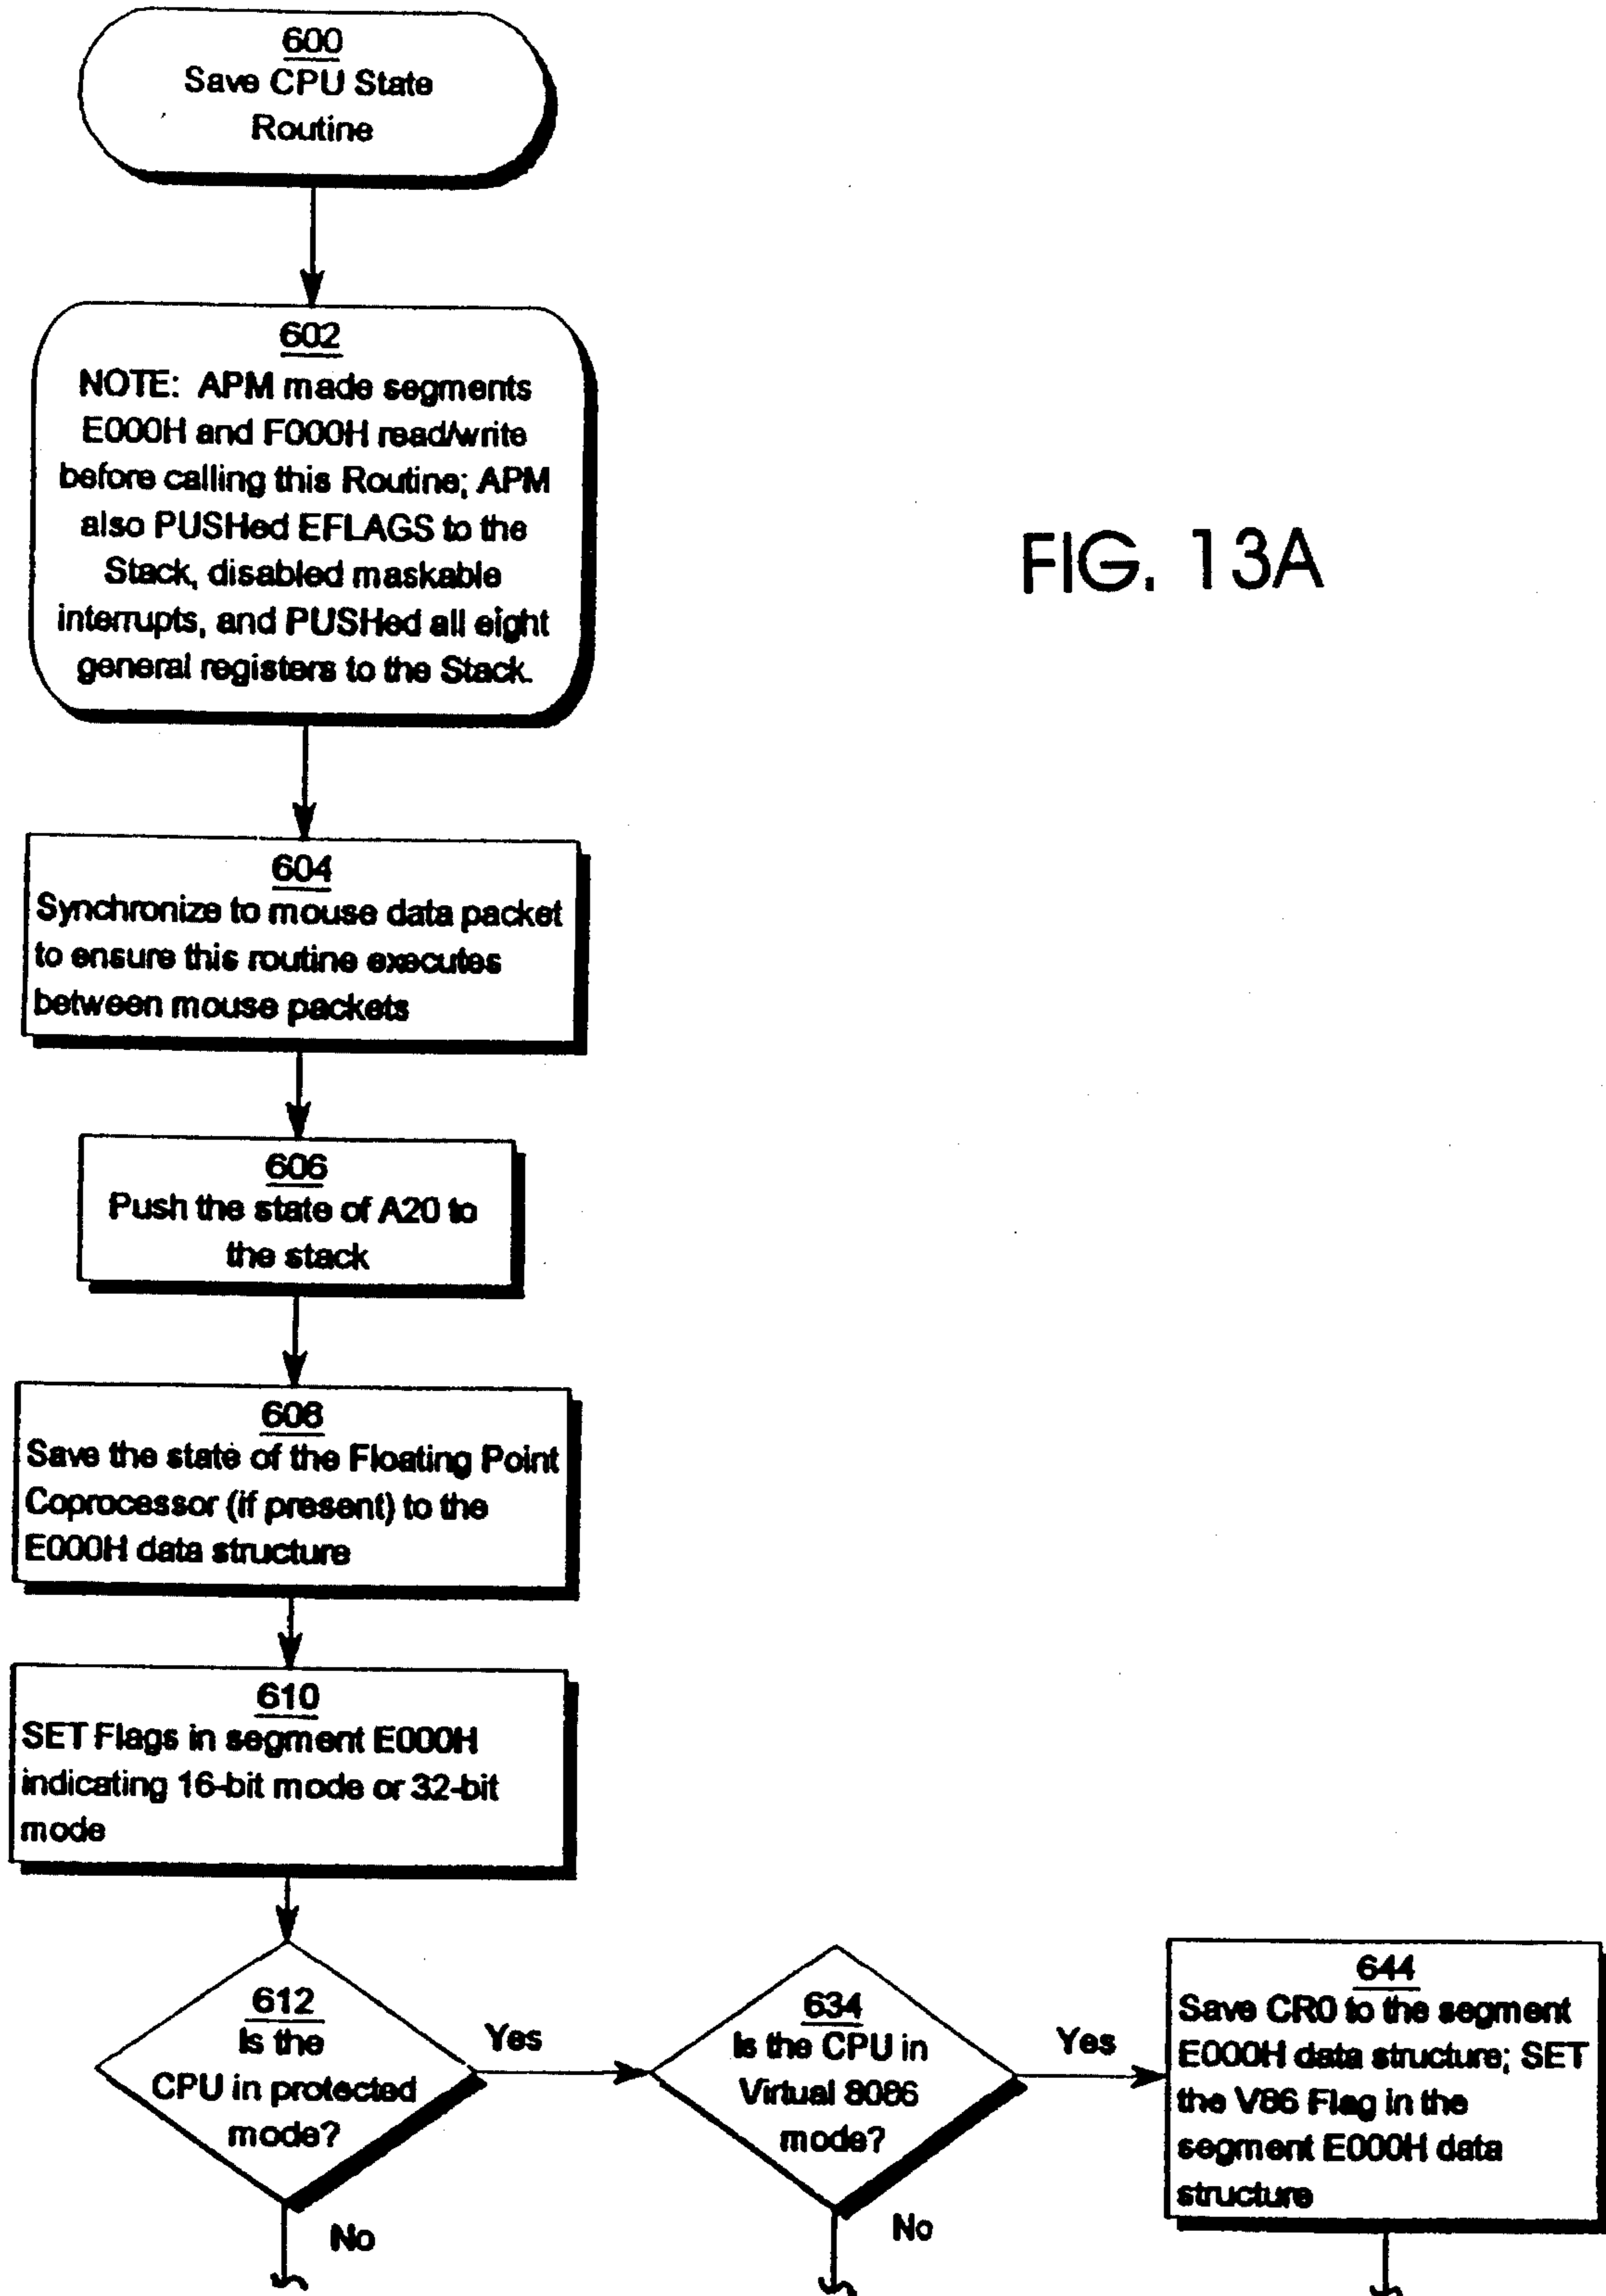 600
Save CPU State
Routine
602
NOTE: APM made segments
E000H and F000H read/write
before calling this Routine; APM
also PUSHed EFLAGS to the
Stack, disabled maskable
interrupts, and PUSHed all eight
general registers to the Stack.
FIG. 13A
604
Synchronize to mouse data packet
to ensure this routine executes
between mouse packets
606
Push the state of A20 to
the stack
608
Save the state of the Floating Point
Coprocessor (if present) to the
E000H data structure
610
SET Flags in segment E000H
indicating 16-bit mode or 32-bit
mode
612
Is the
CPU in protected
mode?
Yes
No
634
Is the CPU in
Virtual 8086
mode?
Yes
No
644
Save CR0 to the segment
E000H data structure; SET
the V86 Flag in the
segment E000H data
structure